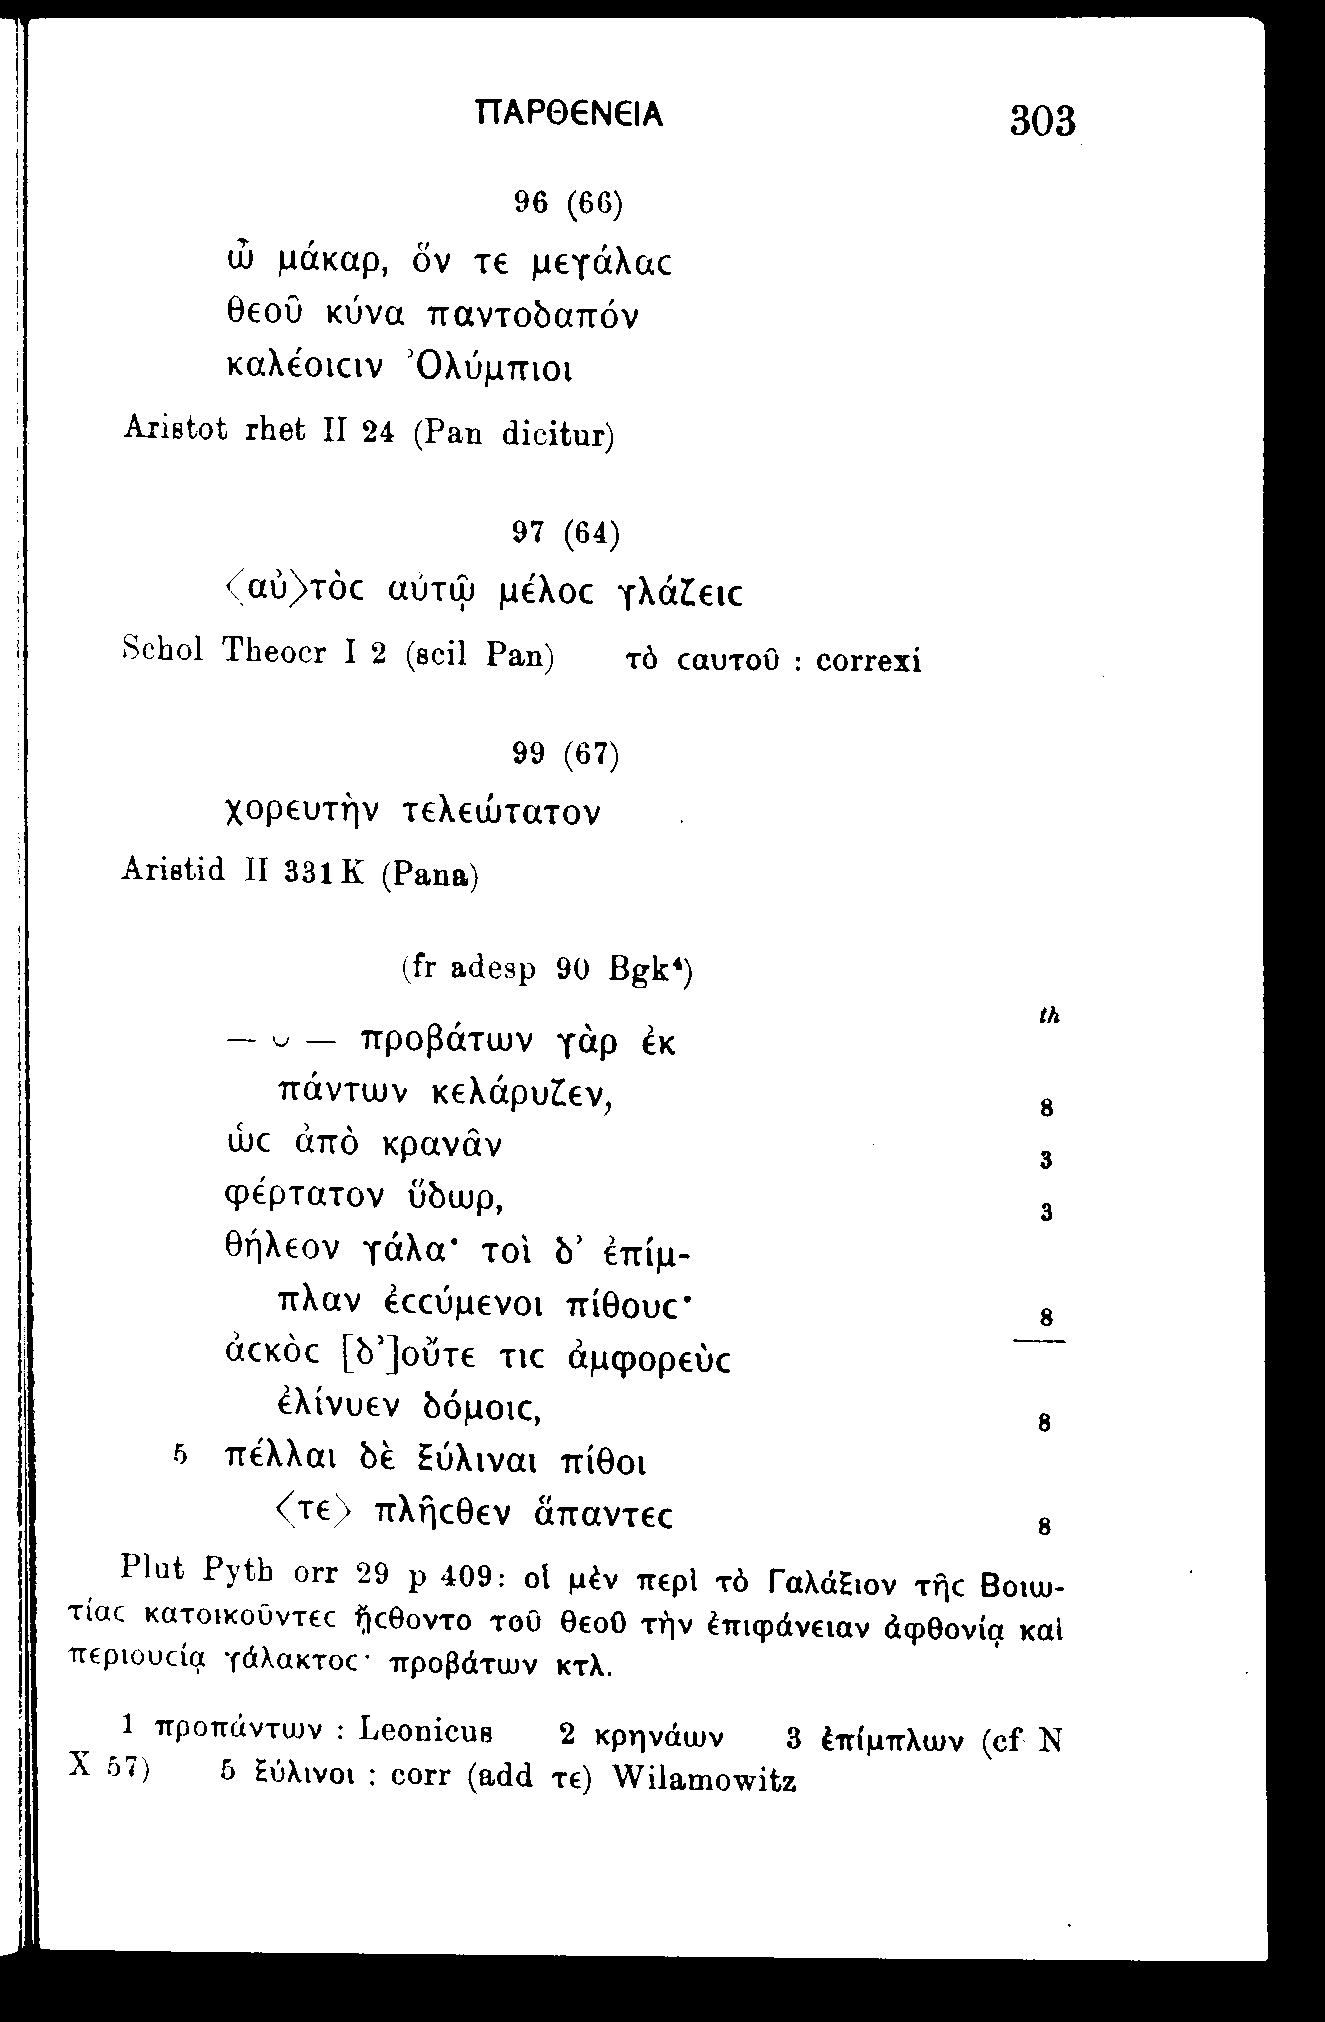 ΠΑΡΘΕΝΕΙΑ 303
96 (66)
ὦ μάκαρ, ὅν τε μεγάλαϲ
θεοῦ κύνα παντοδαπόν
καλέοιϲιν Ὀλύμπιοι
Aristot rhet II 24 (Pan dicitur)
97 (64)
⟨αὐ⟩τὸϲ αὑτῷ μέλοϲ γλάζειϲ
Schol Theocr I 2 (scil Pan) τὸ ϲαυτοῦ : correxi
99 (67)
χορευτὴν τελεώτατον
Aristid II 331 K (Pana)
(fr adesp 90 Bgk⁴)
th
— ⏑ — προβάτων γὰρ ἐκ
πάντων κελάρυζεν, 8
ὡϲ ἀπὸ κρανᾶν 3
φέρτατον ὕδωρ, 3
θήλεον γάλα· τοὶ δ’ ἐπίμ-
πλαν ἐϲϲύμενοι πίθουϲ· 8
ἀϲκὸϲ [δ’]οὔτε τιϲ ἀμφορεὺϲ
ἐλίνυεν δόμοιϲ, 8
5 πέλλαι δὲ ξύλιναι πίθοι
⟨τε⟩ πλῆϲθεν ἅπαντεϲ 8
Plut Pyth orr 29 p 409: οἱ μὲν περὶ τὸ Γαλάξιον τῆϲ Βοιω-
τίαϲ κατοικοῦντεϲ ᾔϲθοντο τοῦ θεοῦ τὴν ἐπιφάνειαν ἀφθονίᾳ καὶ
περιουϲίᾳ γάλακτοϲ· προβάτων κτλ.
1 προπάντων : Leonicus 2 κρηνάων 3 ἐπίμπλων (cf N
X 57) 5 ξύλινοι : corr (add τε) Wilamowitz